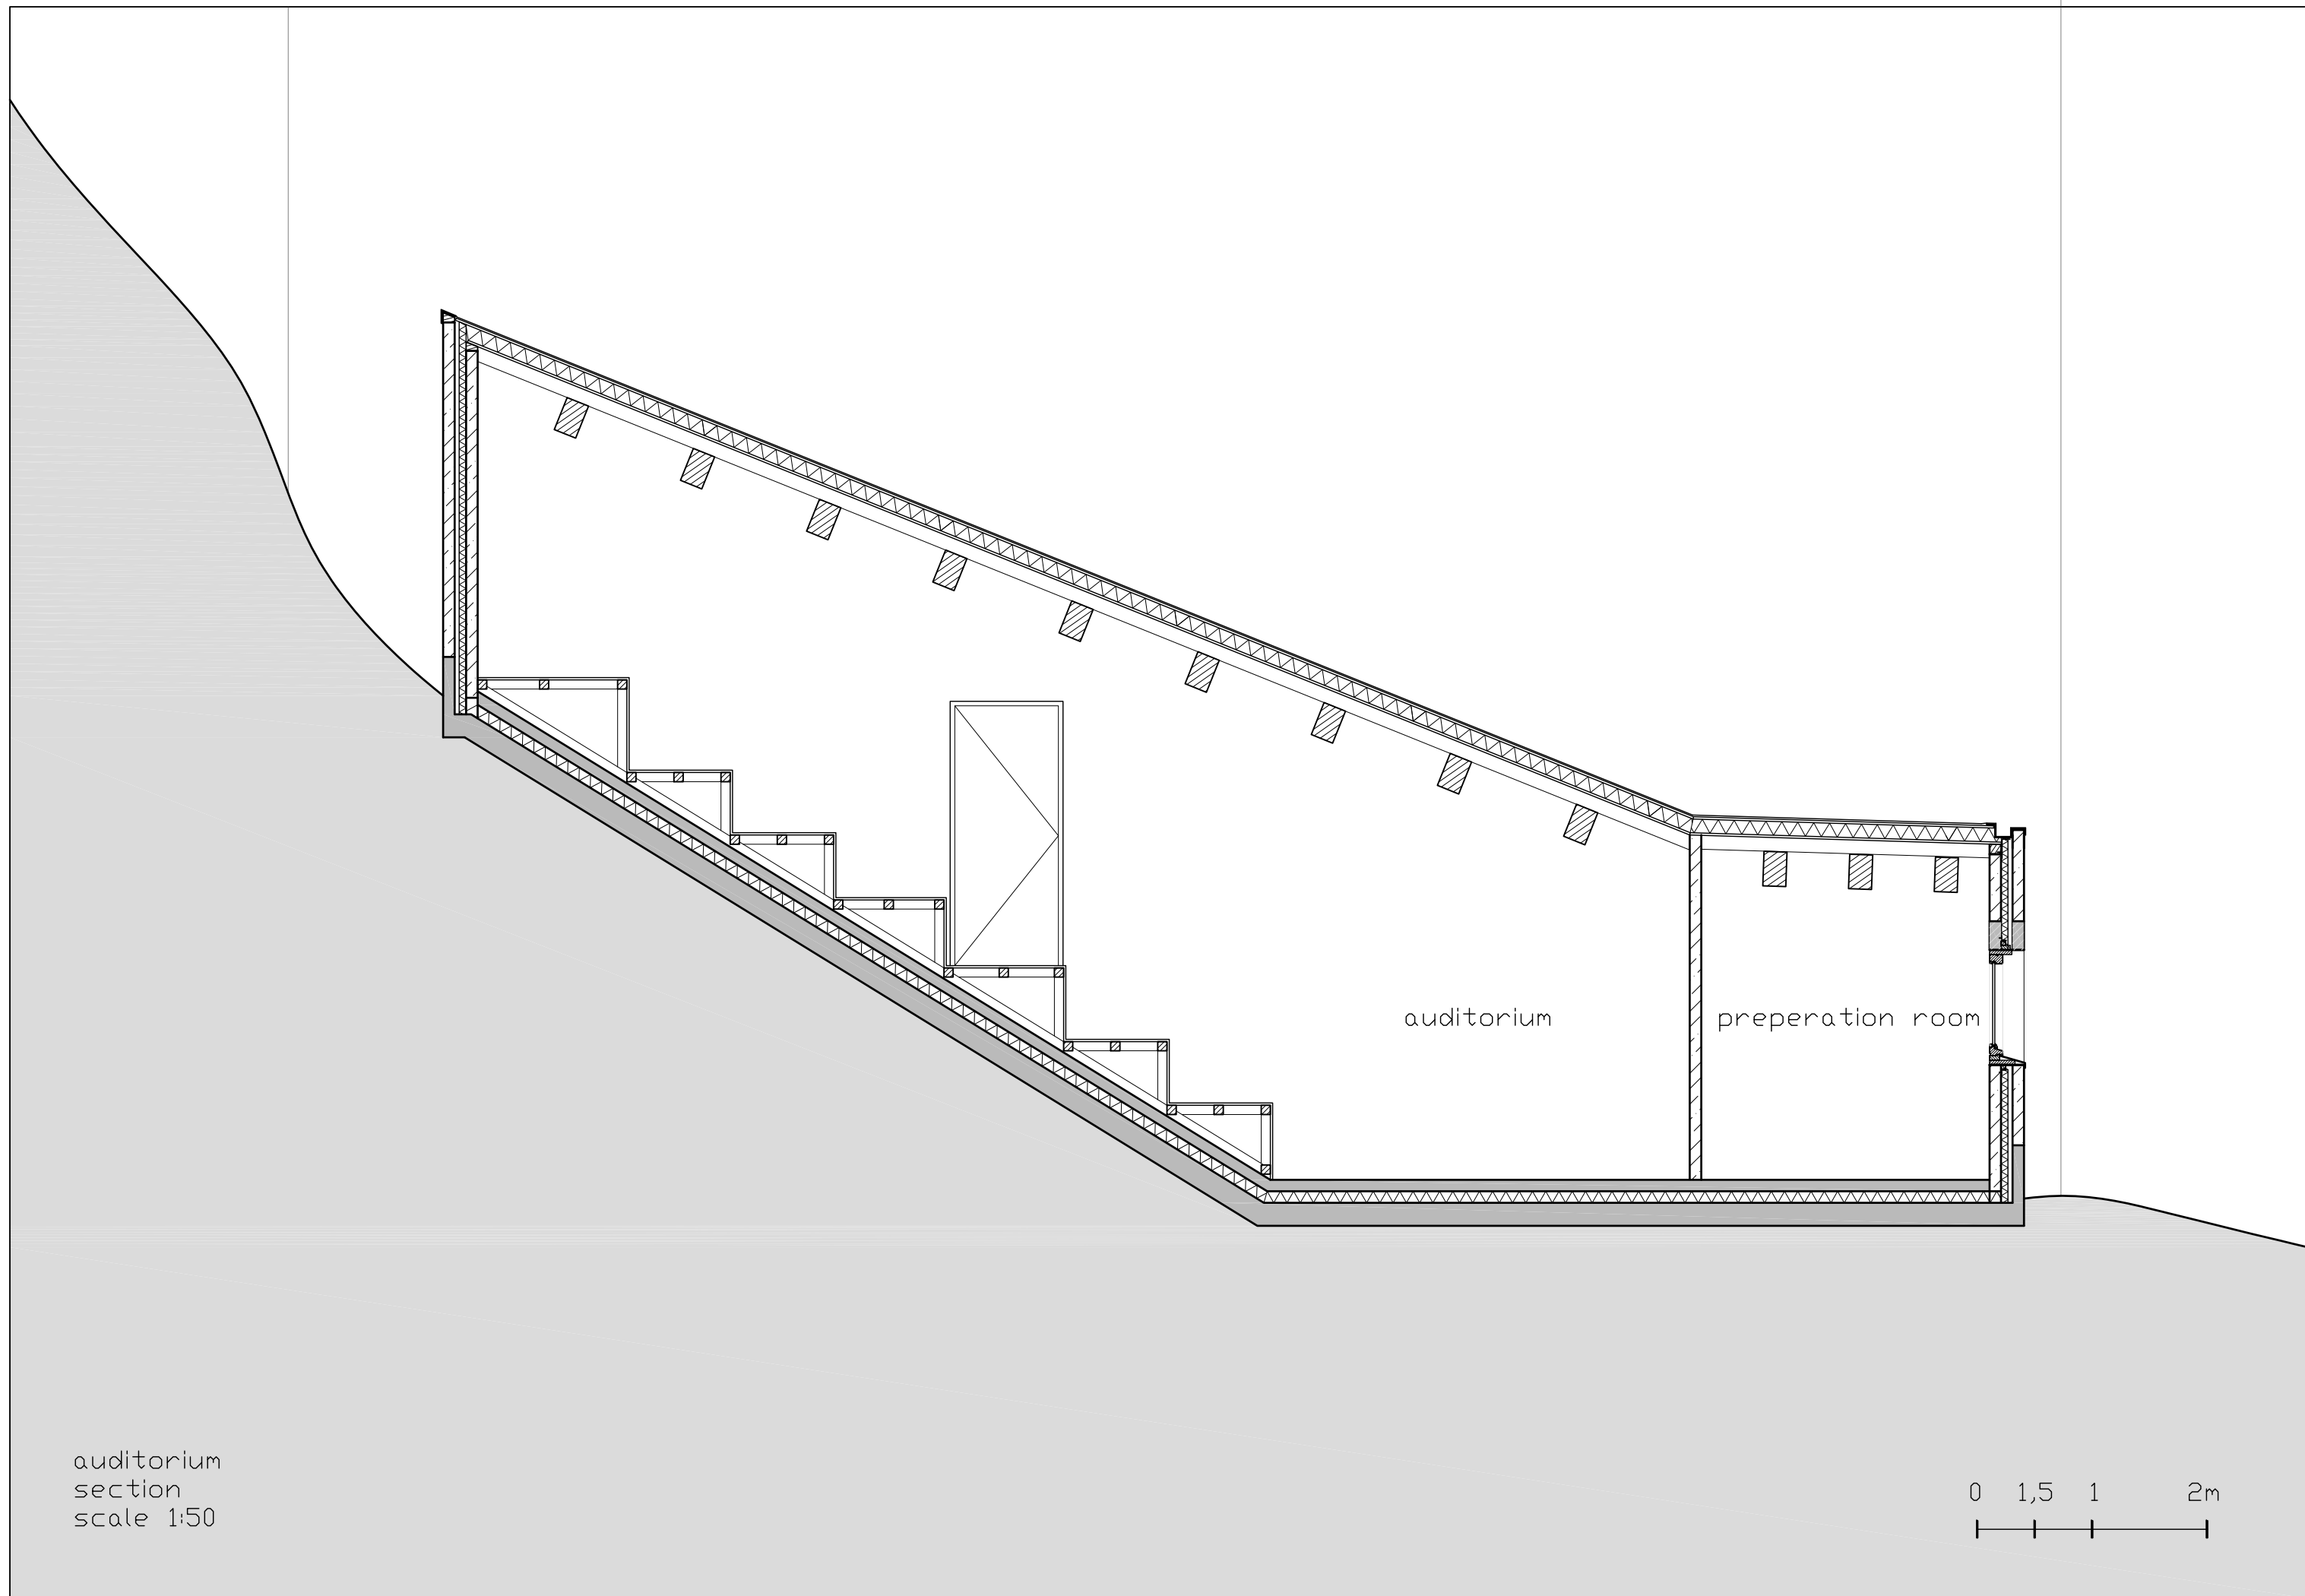 auditorium
preperation room
auditorium
section
scale 1:50
0 1,5 1 2m